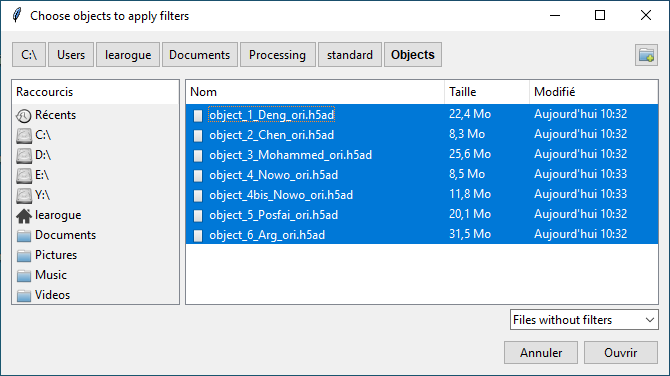 Choose objects to apply filters
C:\ Users learogue Documents Processing standard Objects
Raccourcis
Récents
C:\
D:\
E:\
Y:\
learogue
Documents
Pictures
Music
Videos
Nom Taille Modifié
object_1_Deng_ori.h5ad 22,4 Mo Aujourd'hui 10:32
object_2_Chen_ori.h5ad 8,3 Mo Aujourd'hui 10:32
object_3_Mohammed_ori.h5ad 25,6 Mo Aujourd'hui 10:32
object_4_Nowo_ori.h5ad 8,5 Mo Aujourd'hui 10:33
object_4bis_Nowo_ori.h5ad 11,8 Mo Aujourd'hui 10:33
object_5_Posfai_ori.h5ad 20,1 Mo Aujourd'hui 10:32
object_6_Arg_ori.h5ad 31,5 Mo Aujourd'hui 10:32
Files without filters
Annuler Ouvrir